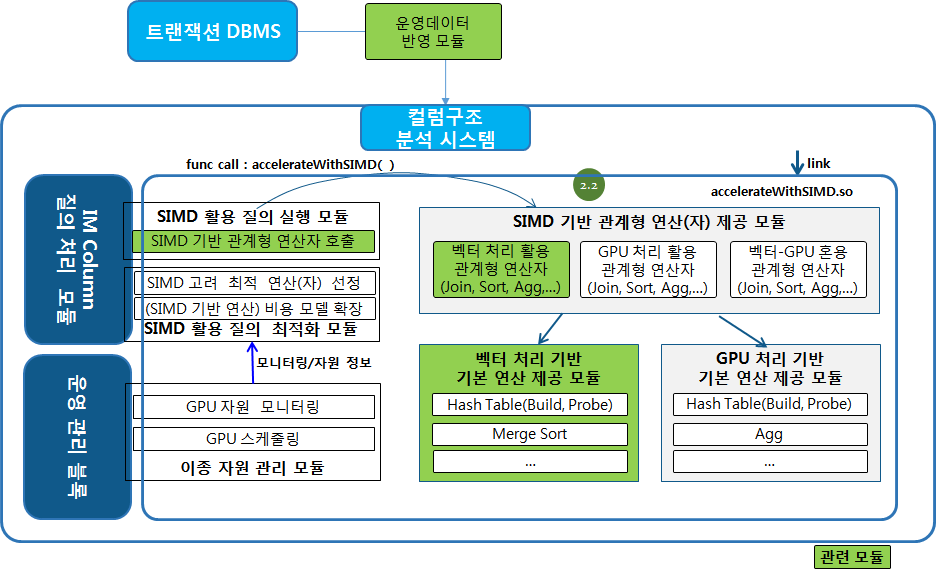 트랜잭션 DBMS
운영데이터
반영 모듈
컬럼구조
분석 시스템
func call : accelerateWithSIMD( )
link
2.2
accelerateWithSIMD.so
IM Column
질의 처리 모듈
SIMD 활용 질의 실행 모듈
SIMD 기반 관계형 연산자 호출
SIMD 고려 최적 연산(자) 선정
(SIMD 기반 연산) 비용 모델 확장
SIMD 활용 질의 최적화 모듈
모니터링/자원 정보
운영 관리 블록
GPU 자원 모니터링
GPU 스케줄링
이종 자원 관리 모듈
SIMD 기반 관계형 연산(자) 제공 모듈
벡터 처리 활용
관계형 연산자
(Join, Sort, Agg,...)
GPU 처리 활용
관계형 연산자
(Join, Sort, Agg,...)
벡터-GPU 혼용
관계형 연산자
(Join, Sort, Agg,...)
벡터 처리 기반
기본 연산 제공 모듈
Hash Table(Build, Probe)
Merge Sort
...
GPU 처리 기반
기본 연산 제공 모듈
Hash Table(Build, Probe)
Agg
...
관련 모듈